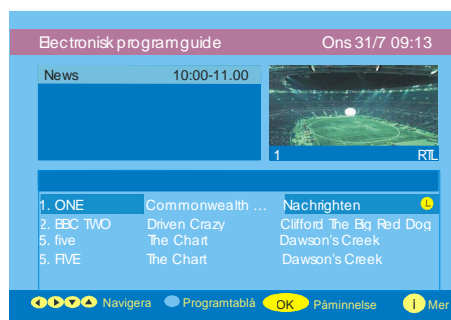 Electronisk programguide Ons 31/7 09:13
News 10:00-11.00
1 RTL
1. ONE Commonwealth ... Nachrighten L
2. BBC TWO Driven Crazy Clifford The Big Red Dog
5. five The Chart Dawson's Creek
5. FIVE The Chart Dawson's Creek
Navigera Programtablå OK Påminnelse i Mer